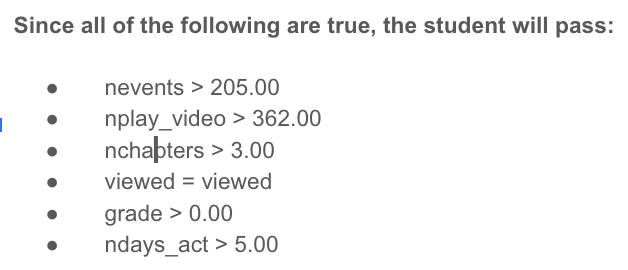 Since all of the following are true, the student will pass:
● nevents > 205.00
● nplay_video > 362.00
● nchapters > 3.00
● viewed = viewed
● grade > 0.00
● ndays_act > 5.00